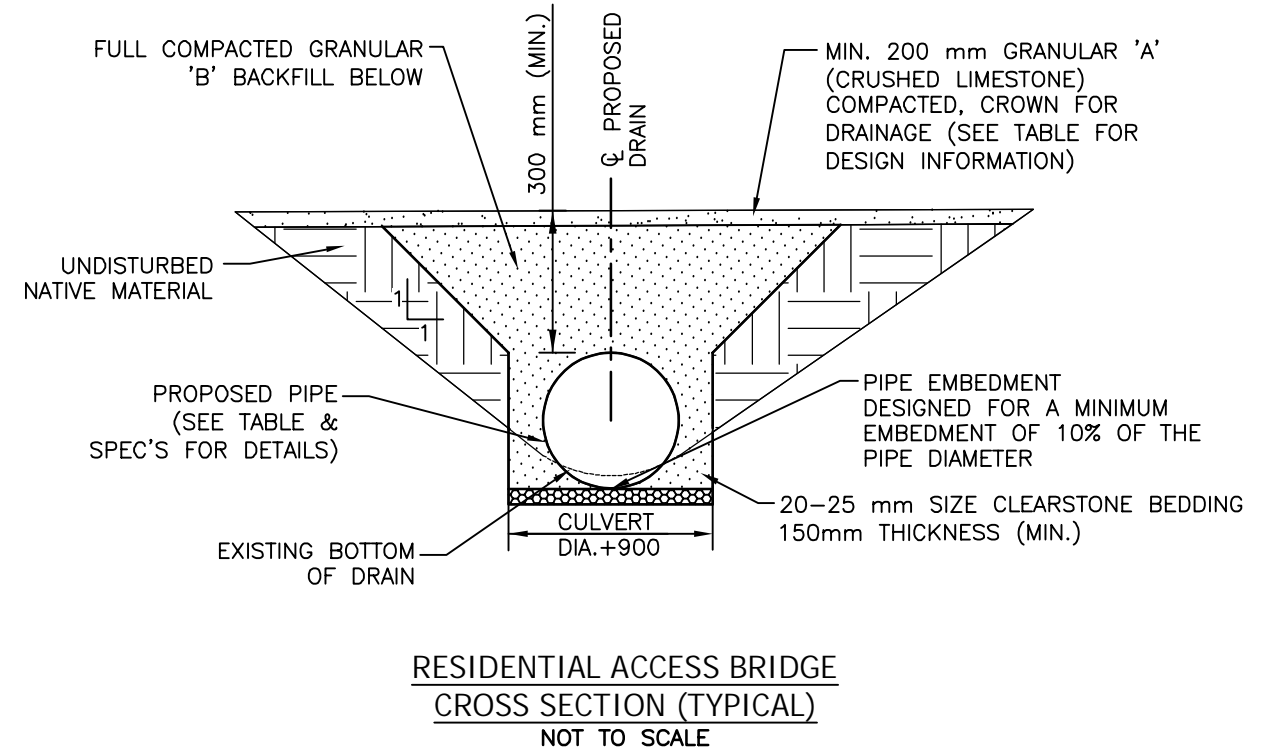 FULL COMPACTED GRANULAR
'B' BACKFILL BELOW
300 mm (MIN.)
℄ PROPOSED
DRAIN
MIN. 200 mm GRANULAR 'A'
(CRUSHED LIMESTONE)
COMPACTED, CROWN FOR
DRAINAGE (SEE TABLE FOR
DESIGN INFORMATION)
UNDISTURBED
NATIVE MATERIAL
1
1
PROPOSED PIPE
(SEE TABLE &
SPEC'S FOR DETAILS)
PIPE EMBEDMENT
DESIGNED FOR A MINIMUM
EMBEDMENT OF 10% OF THE
PIPE DIAMETER
20-25 mm SIZE CLEARSTONE BEDDING
150mm THICKNESS (MIN.)
CULVERT
DIA.+900
EXISTING BOTTOM
OF DRAIN
RESIDENTIAL ACCESS BRIDGE
CROSS SECTION (TYPICAL)
NOT TO SCALE